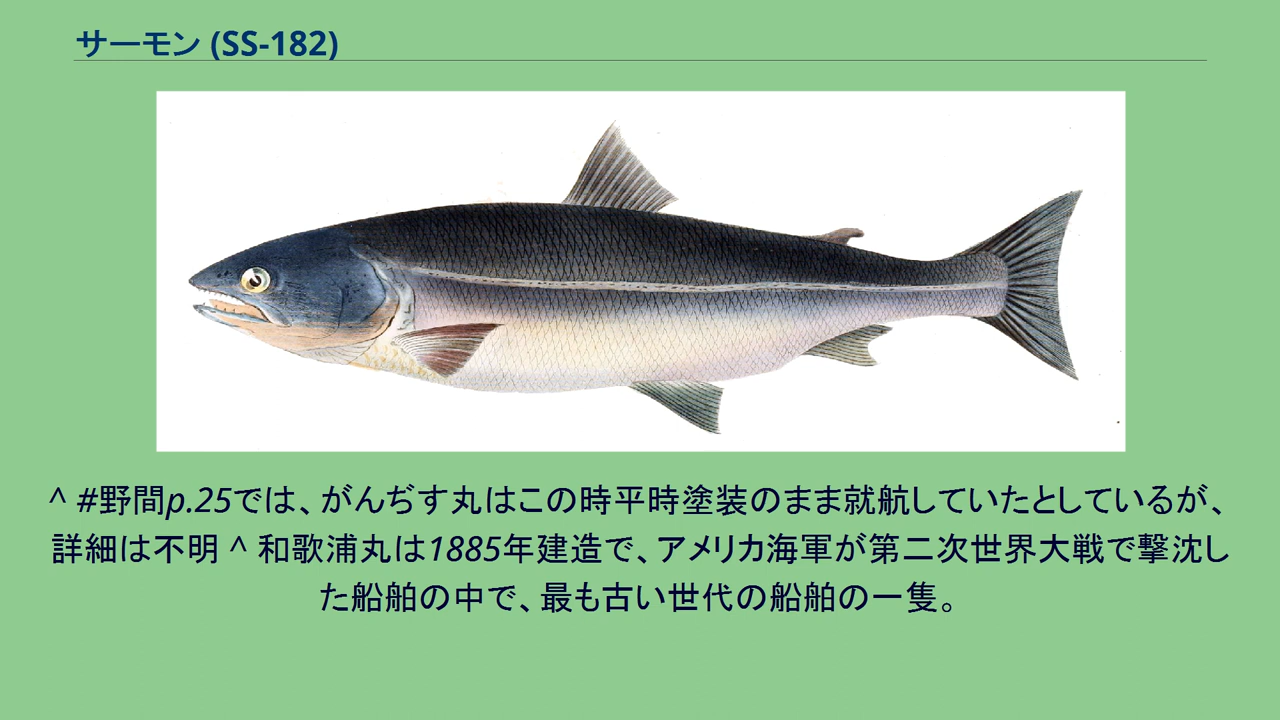 サーモン (SS-182)
^ #野間p.25では、がんぢす丸はこの時平時塗装のまま就航していたとしているが、
詳細は不明 ^ 和歌浦丸は1885年建造で、アメリカ海軍が第二次世界大戦で撃沈し
た船舶の中で、最も古い世代の船舶の一隻。